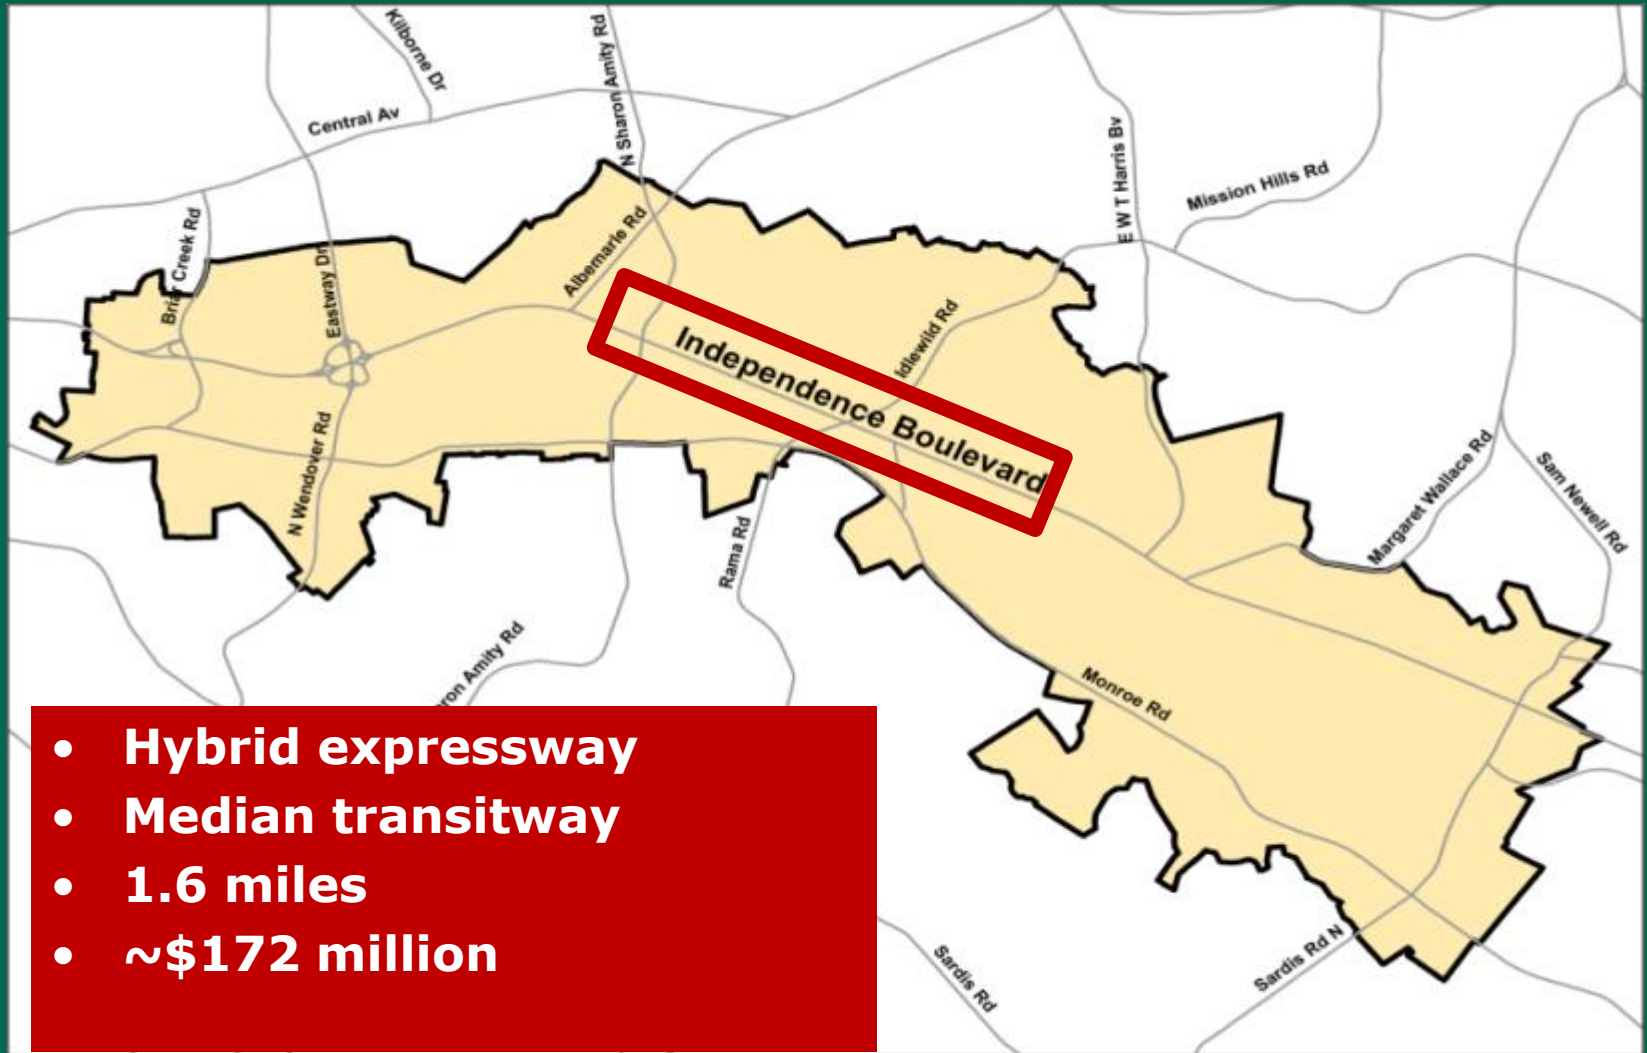 Kilborne Dr
N Sharon Amity Rd
Central Av
E W T Harris Bv
Mission Hills Rd
Briar Creek Rd
Eastway Dr
Albemarle Rd
Idlewild Rd
Independence Boulevard
N Wendover Rd
Rama Rd
Margaret Wallace Rd
Sam Newell Rd
Amity Rd
Monroe Rd
Sardis Rd
Sardis Rd N
• Hybrid expressway
• Median transitway
• 1.6 miles
• ~$172 million